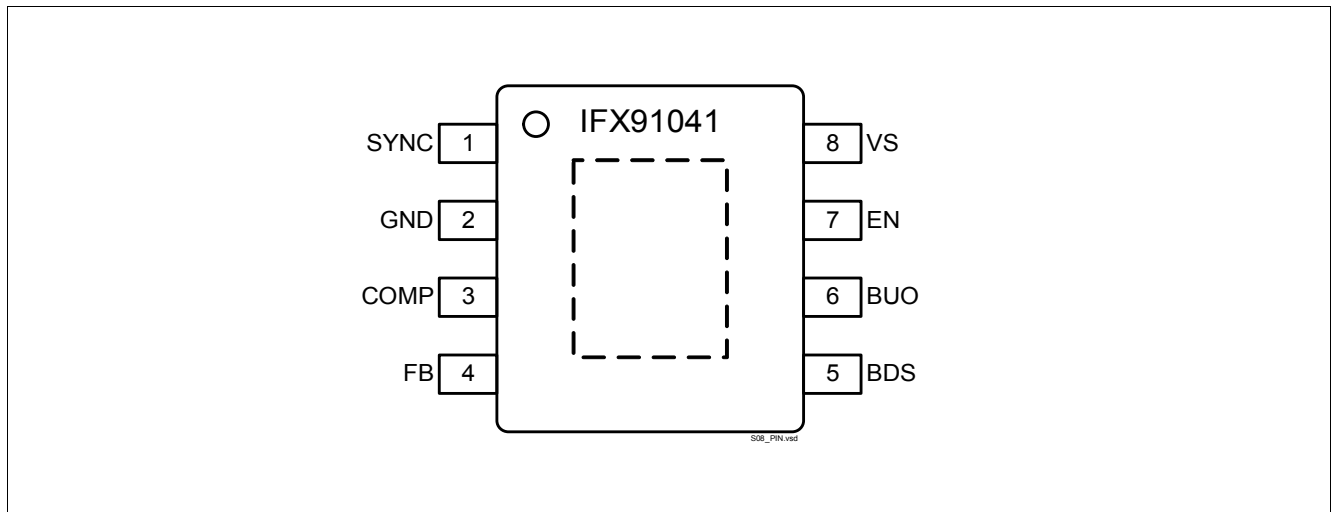 IFX91041
SYNC 1 8 VS
GND 2 7 EN
COMP 3 6 BUO
FB 4 5 BDS
S08_PIN.vsd